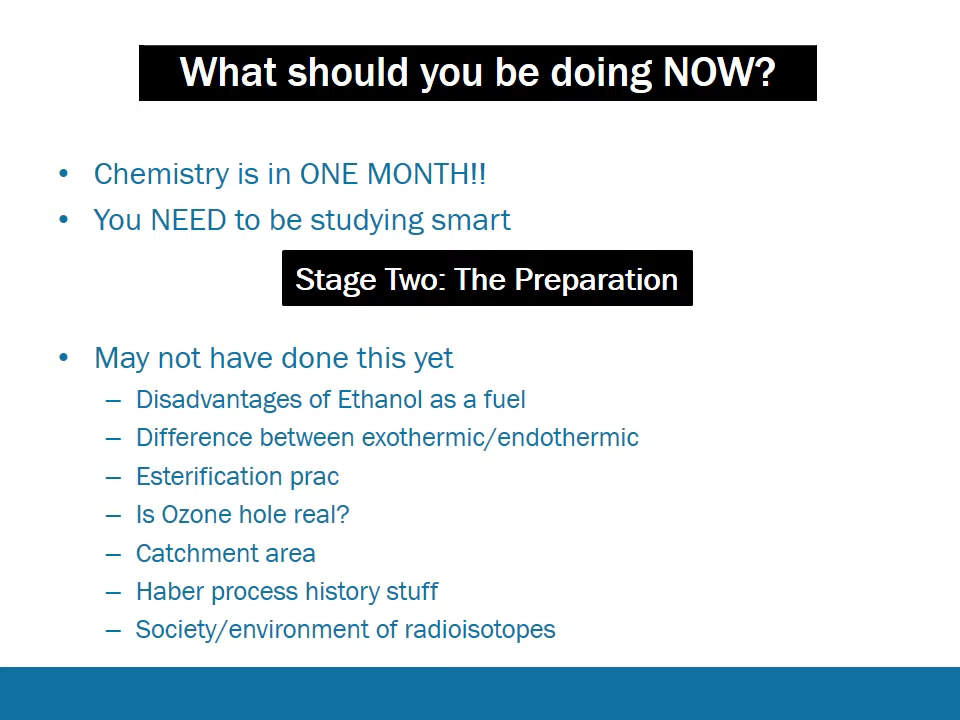 What should you be doing NOW?
• Chemistry is in ONE MONTH!!
• You NEED to be studying smart
Stage Two: The Preparation
• May not have done this yet
– Disadvantages of Ethanol as a fuel
– Difference between exothermic/endothermic
– Esterification prac
– Is Ozone hole real?
– Catchment area
– Haber process history stuff
– Society/environment of radioisotopes